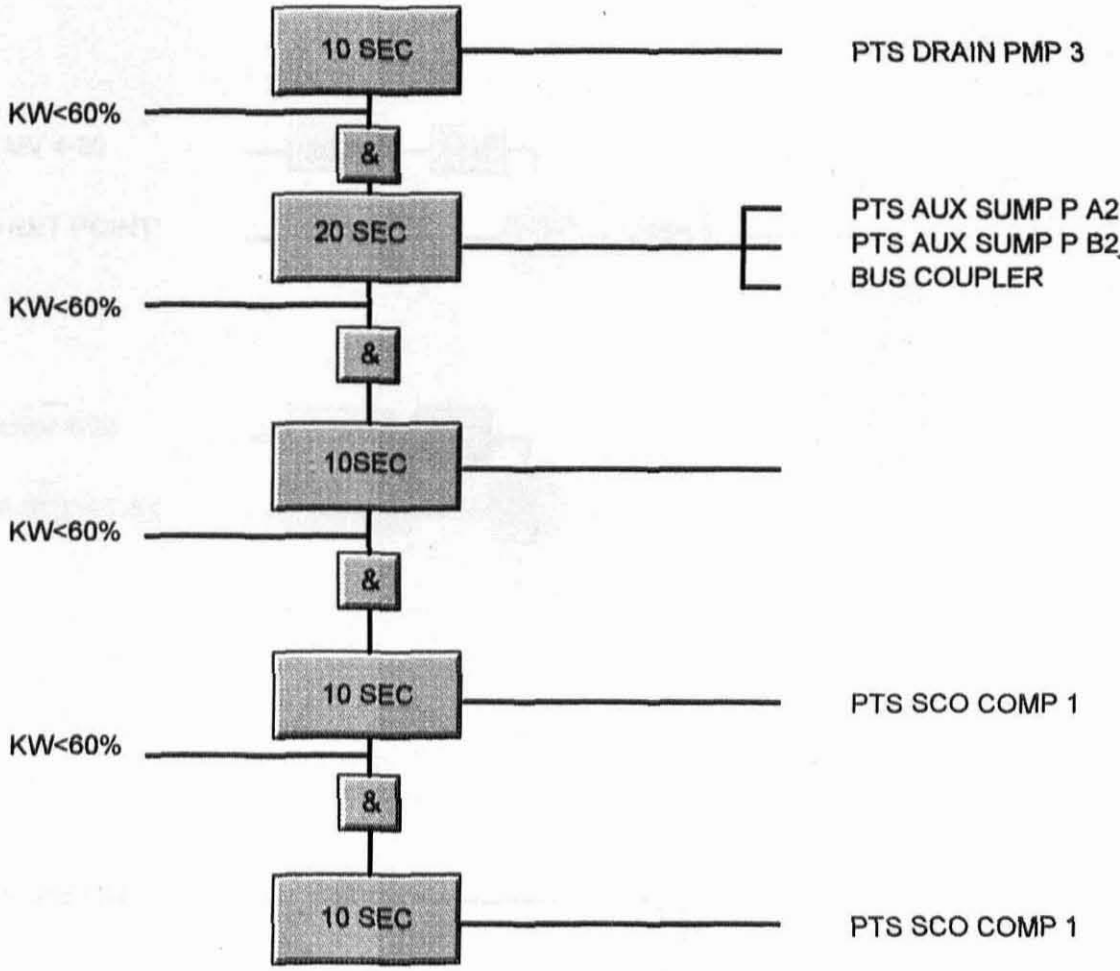 10 SEC
PTS DRAIN PMP 3
KW<60%
&
20 SEC
PTS AUX SUMP P A2
PTS AUX SUMP P B2
BUS COUPLER
KW<60%
&
10SEC
KW<60%
&
10 SEC
PTS SCO COMP 1
KW<60%
&
10 SEC
PTS SCO COMP 1